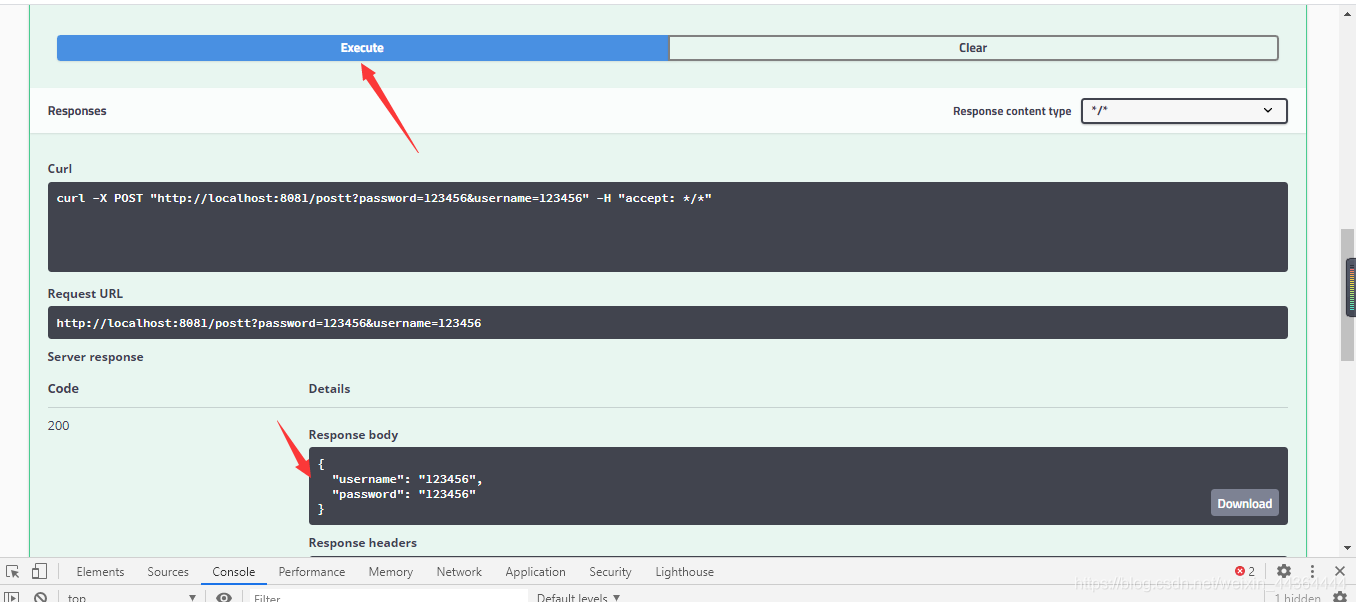 Execute
Clear
Responses
Response content type
*/*
Curl
curl -X POST "http://localhost:8081/postt?password=123456&username=123456" -H "accept: */*"
Request URL
http://localhost:8081/postt?password=123456&username=123456
Server response
Code
Details
200
Response body
{
"username": "123456",
"password": "123456"
}
Download
Response headers
Elements Sources Console Performance Memory Network Application Security Lighthouse
2
https://blog.csdn.net/weixin_44364444
top
Filter
Default levels ▼
1 hidden